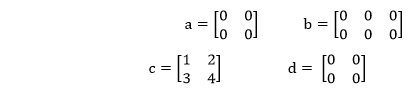 a = [0 0; 0 0] b = [0 0 0; 0 0 0]
c = [1 2; 3 4] d = [0 0; 0 0]